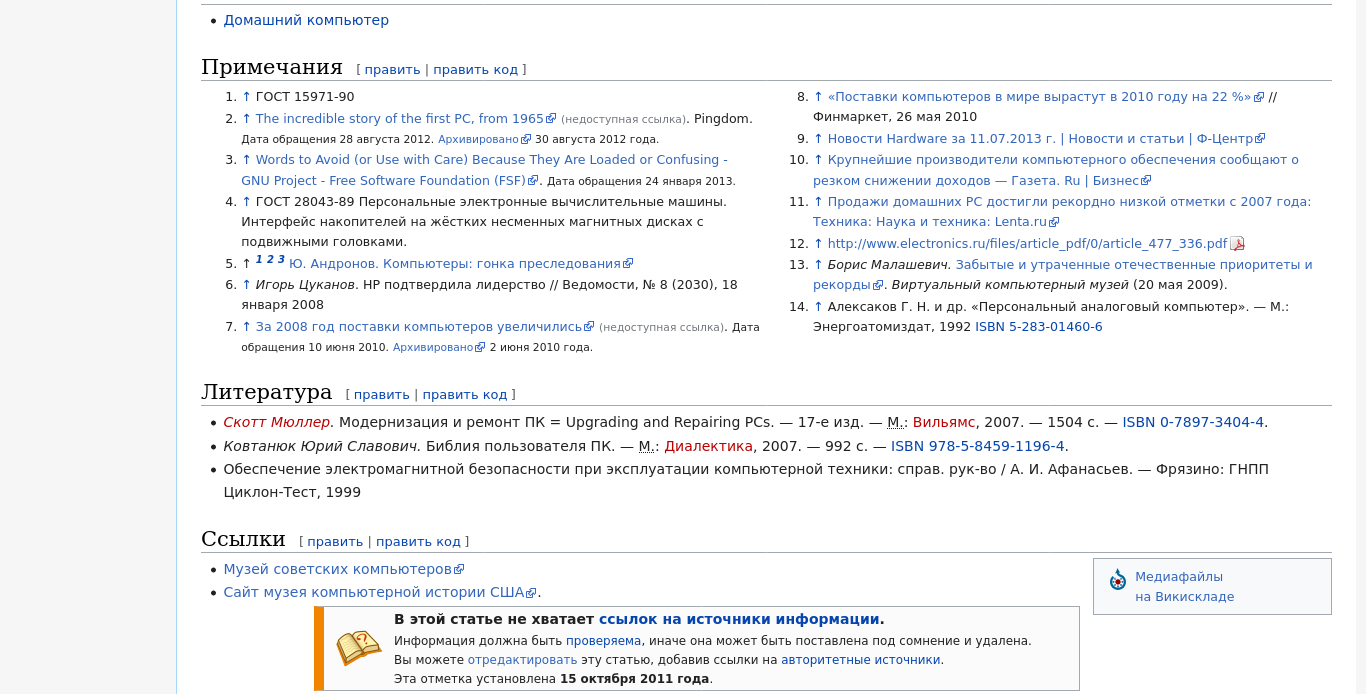 • Домашний компьютер
Примечания [ править | править код ]
1. ↑ ГОСТ 15971-90
2. ↑ The incredible story of the first PC, from 1965 (недоступная ссылка). Pingdom.
Дата обращения 28 августа 2012. Архивировано 30 августа 2012 года.
3. ↑ Words to Avoid (or Use with Care) Because They Are Loaded or Confusing -
GNU Project - Free Software Foundation (FSF). Дата обращения 24 января 2013.
4. ↑ ГОСТ 28043-89 Персональные электронные вычислительные машины.
Интерфейс накопителей на жёстких несменных магнитных дисках с
подвижными головками.
5. ↑ 1 2 3 Ю. Андронов. Компьютеры: гонка преследования
6. ↑ Игорь Цуканов. HP подтвердила лидерство // Ведомости, № 8 (2030), 18
января 2008
7. ↑ За 2008 год поставки компьютеров увеличились (недоступная ссылка). Дата
обращения 10 июня 2010. Архивировано 2 июня 2010 года.
8. ↑ «Поставки компьютеров в мире вырастут в 2010 году на 22 %» //
Финмаркет, 26 мая 2010
9. ↑ Новости Hardware за 11.07.2013 г. | Новости и статьи | Ф-Центр
10. ↑ Крупнейшие производители компьютерного обеспечения сообщают о
резком снижении доходов — Газета. Ru | Бизнес
11. ↑ Продажи домашних PC достигли рекордно низкой отметки с 2007 года:
Техника: Наука и техника: Lenta.ru
12. ↑ http://www.electronics.ru/files/article_pdf/0/article_477_336.pdf
13. ↑ Борис Малашевич. Забытые и утраченные отечественные приоритеты и
рекорды. Виртуальный компьютерный музей (20 мая 2009).
14. ↑ Алексаков Г. Н. и др. «Персональный аналоговый компьютер». — М.:
Энергоатомиздат, 1992 ISBN 5-283-01460-6
Литература [ править | править код ]
• Скотт Мюллер. Модернизация и ремонт ПК = Upgrading and Repairing PCs. — 17-е изд. — М.: Вильямс, 2007. — 1504 с. — ISBN 0-7897-3404-4.
• Ковтанюк Юрий Славович. Библия пользователя ПК. — М.: Диалектика, 2007. — 992 с. — ISBN 978-5-8459-1196-4.
• Обеспечение электромагнитной безопасности при эксплуатации компьютерной техники: справ. рук-во / А. И. Афанасьев. — Фрязино: ГНПП
Циклон-Тест, 1999
Ссылки [ править | править код ]
• Музей советских компьютеров
• Сайт музея компьютерной истории США.
Медиафайлы
на Викискладе
В этой статье не хватает ссылок на источники информации.
Информация должна быть проверяема, иначе она может быть поставлена под сомнение и удалена.
Вы можете отредактировать эту статью, добавив ссылки на авторитетные источники.
Эта отметка установлена 15 октября 2011 года.